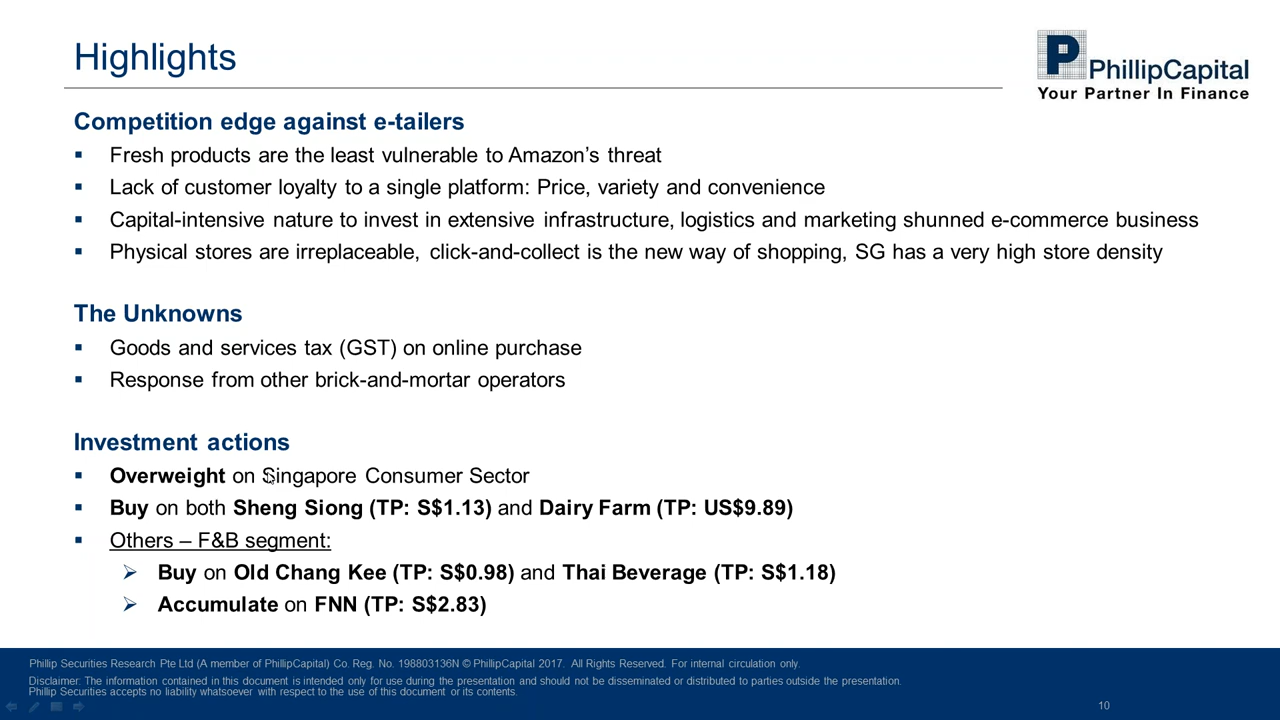 Highlights
P
PhillipCapital
Your Partner In Finance
Competition edge against e-tailers
▪ Fresh products are the least vulnerable to Amazon's threat
▪ Lack of customer loyalty to a single platform: Price, variety and convenience
▪ Capital-intensive nature to invest in extensive infrastructure, logistics and marketing shunned e-commerce business
▪ Physical stores are irreplaceable, click-and-collect is the new way of shopping, SG has a very high store density
The Unknowns
▪ Goods and services tax (GST) on online purchase
▪ Response from other brick-and-mortar operators
Investment actions
▪ Overweight on Singapore Consumer Sector
▪ Buy on both Sheng Siong (TP: S$1.13) and Dairy Farm (TP: US$9.89)
▪ Others – F&B segment:
➢ Buy on Old Chang Kee (TP: S$0.98) and Thai Beverage (TP: S$1.18)
➢ Accumulate on FNN (TP: S$2.83)
Phillip Securities Research Pte Ltd (A member of PhillipCapital) Co. Reg. No. 198803136N © PhillipCapital 2017. All Rights Reserved. For internal circulation only.
Disclaimer: The information contained in this document is intended only for use during the presentation and should not be disseminated or distributed to parties outside the presentation.
Phillip Securities accepts no liability whatsoever with respect to the use of this document or its contents.
10